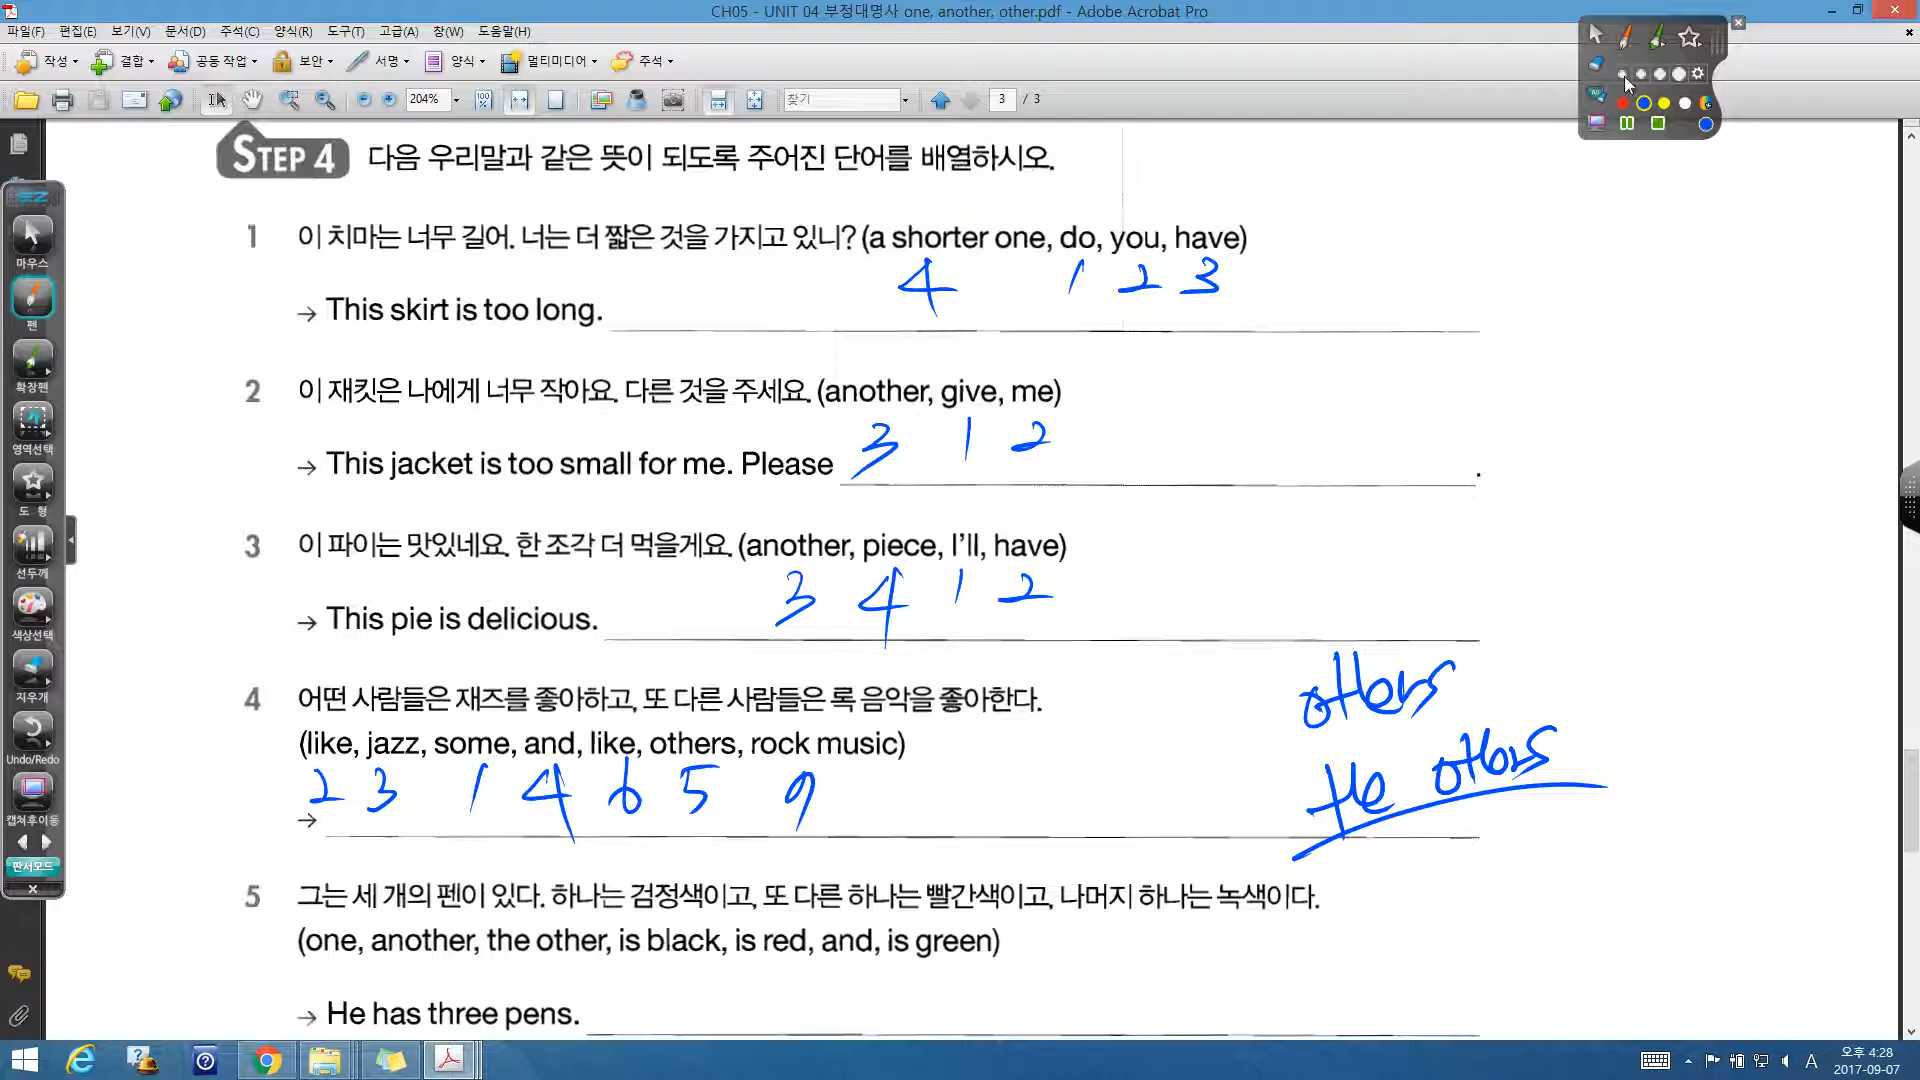 CH05 - UNIT 04 부정대명사 one, another, other.pdf - Adobe Acrobat Pro
파일(F) 편집(E) 보기(V) 문서(D) 주석(C) 양식(R) 도구(T) 고급(A) 창(W) 도움말(H)
작성 결합 공동 작업 보안 서명 양식 멀티미디어 주석
204% 찾기 3 / 3
STEP 4 다음 우리말과 같은 뜻이 되도록 주어진 단어를 배열하시오.
1 이 치마는 너무 길어. 너는 더 짧은 것을 가지고 있니? (a shorter one, do, you, have)
4 1 2 3
→ This skirt is too long.
2 이 재킷은 나에게 너무 작아요. 다른 것을 주세요. (another, give, me)
3 1 2
→ This jacket is too small for me. Please .
3 이 파이는 맛있네요. 한 조각 더 먹을게요. (another, piece, I'll, have)
3 4 1 2
→ This pie is delicious.
others
4 어떤 사람들은 재즈를 좋아하고, 또 다른 사람들은 록 음악을 좋아한다.
(like, jazz, some, and, like, others, rock music)
the others
2 3 1 4 6 5 7
→
5 그는 세 개의 펜이 있다. 하나는 검정색이고, 또 다른 하나는 빨간색이고, 나머지 하나는 녹색이다.
(one, another, the other, is black, is red, and, is green)
→ He has three pens.
마우스
펜
확장펜
영역선택
도 형
선두께
색상선택
지우개
Undo/Redo
캡쳐후이동
판서모드
A 오후 4:28
2017-09-07